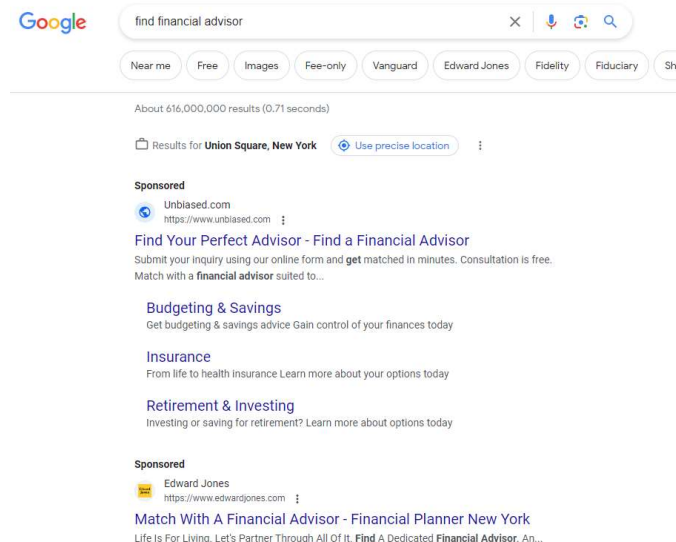 Google
find financial advisor
Near me Free Images Fee-only Vanguard Edward Jones Fidelity Fiduciary Sh
About 616,000,000 results (0.71 seconds)
Results for Union Square, New York Use precise location
Sponsored
Unbiased.com
https://www.unbiased.com
Find Your Perfect Advisor - Find a Financial Advisor
Submit your inquiry using our online form and get matched in minutes. Consultation is free.
Match with a financial advisor suited to...
Budgeting & Savings
Get budgeting & savings advice Gain control of your finances today
Insurance
From life to health insurance Learn more about your options today
Retirement & Investing
Investing or saving for retirement? Learn more about options today
Sponsored
Edward Jones
https://www.edwardjones.com
Match With A Financial Advisor - Financial Planner New York
Life Is For Living. Let's Partner Through All Of It. Find A Dedicated Financial Advisor. An...